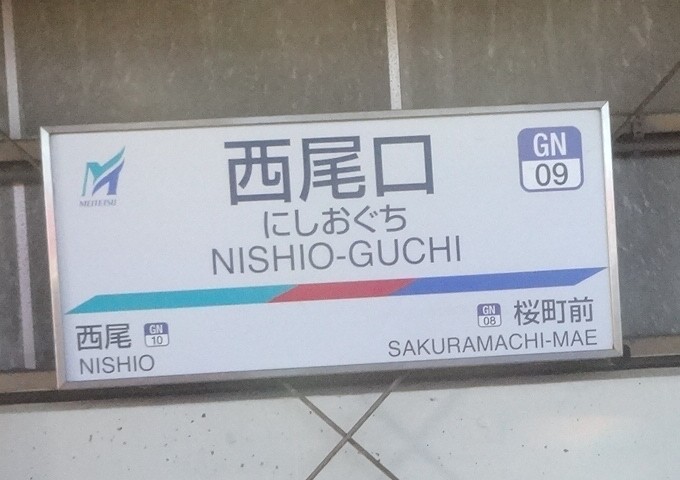 MEITETSU
西尾口
GN
09
にしおぐち
NISHIO-GUCHI
西尾 GN 10
NISHIO
GN 08 桜町前
SAKURAMACHI-MAE